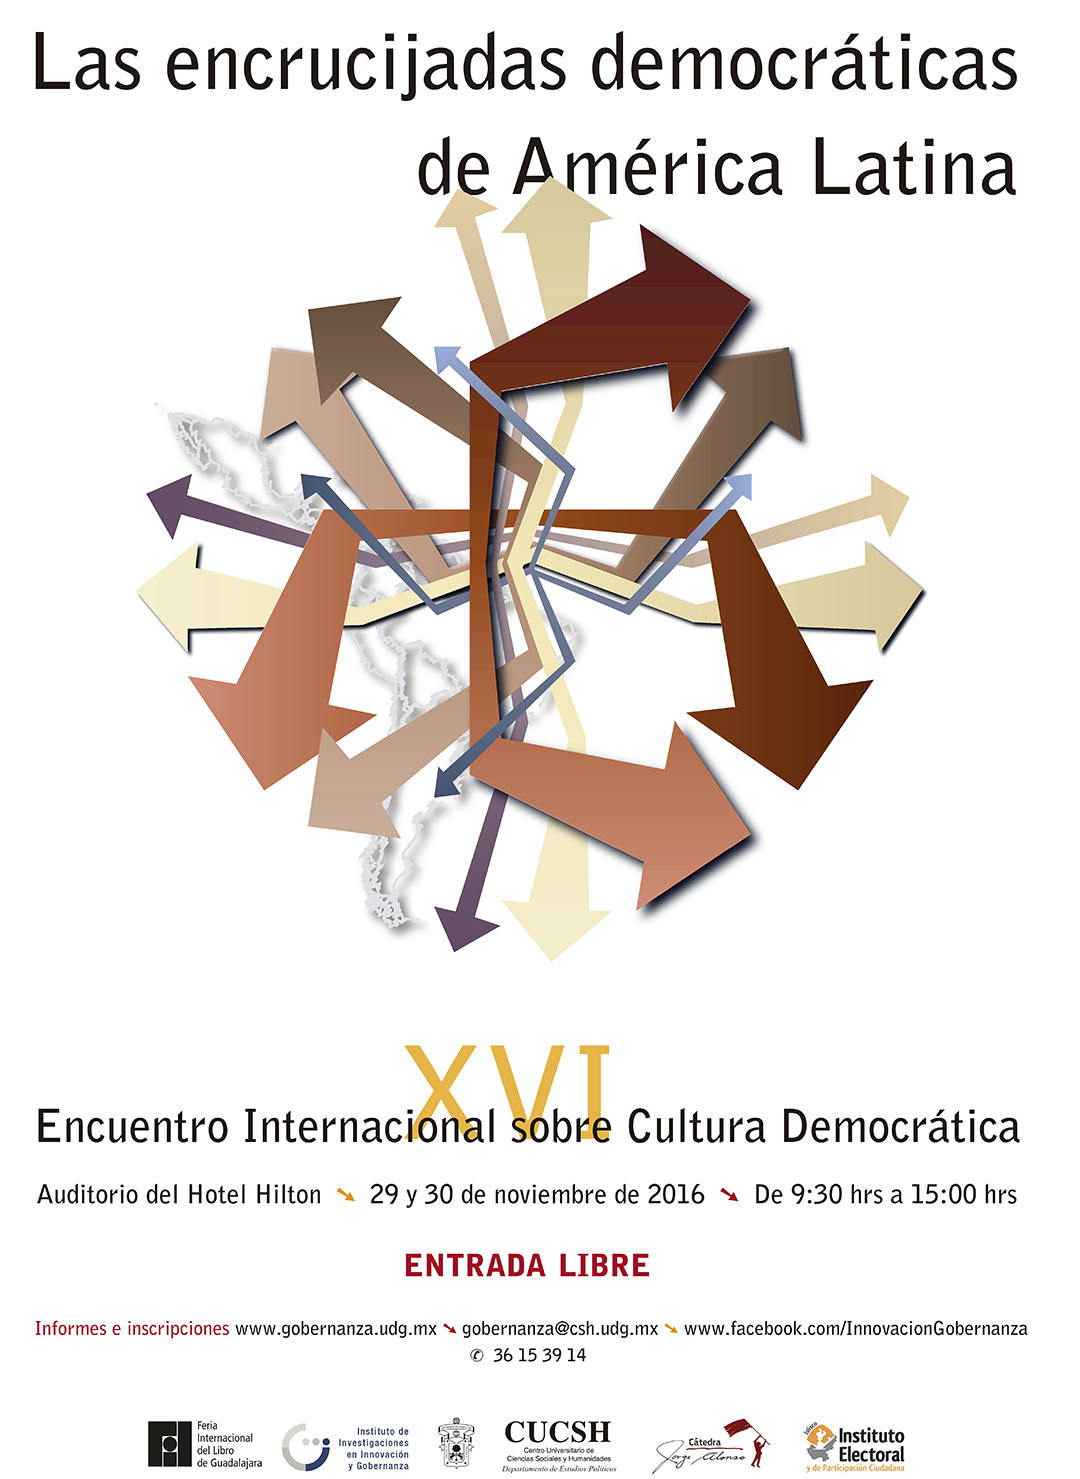 Las encrucijadas democráticas
de América Latina
XVI
Encuentro Internacional sobre Cultura Democrática
Auditorio del Hotel Hilton 29 y 30 de noviembre de 2016 De 9:30 hrs a 15:00 hrs
ENTRADA LIBRE
Informes e inscripciones www.gobernanza.udg.mx gobernanza@csh.udg.mx www.facebook.com/InnovacionGobernanza
✆ 36 15 39 14
Feria
Internacional
del Libro
de Guadalajara
Instituto de
Investigaciones
en Innovación
y Gobernanza
CUCSH
Centro Universitario de
Ciencias Sociales y Humanidades
Departamento de Estudios Políticos
Cátedra
Jorge Alonso
Jalisco
Instituto
Electoral
y de Participación Ciudadana